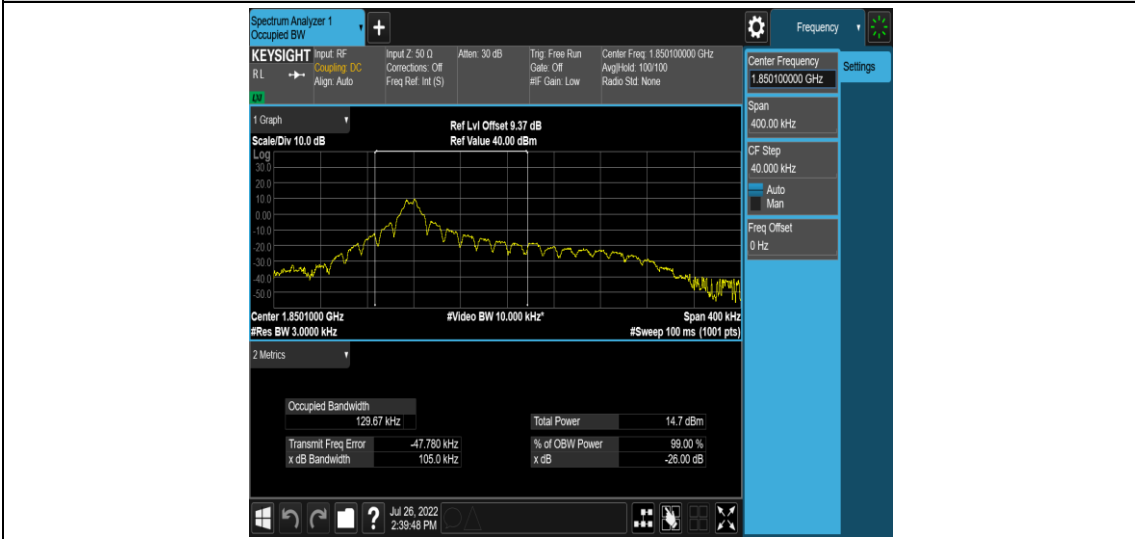 Spectrum Analyzer 1
Occupied BW
Frequency
KEYSIGHT
RL
Input: RF
Coupling: DC
Align: Auto
Input Z: 50 Ω
Corrections: Off
Freq Ref: Int (S)
Atten: 30 dB
Trig: Free Run
Gate: Off
#IF Gain: Low
Center Freq: 1.850100000 GHz
Avg|Hold: 100/100
Radio Std: None
Center Frequency
1.850100000 GHz
Settings
Span
400.00 kHz
CF Step
40.000 kHz
Auto
Man
Freq Offset
0 Hz
1 Graph
Scale/Div 10.0 dB
Ref Lvl Offset 9.37 dB
Ref Value 40.00 dBm
Log
30.0
20.0
10.0
0.00
-10.0
-20.0
-30.0
-40.0
-50.0
Center 1.8501000 GHz
#Res BW 3.0000 kHz
#Video BW 10.000 kHz*
Span 400 kHz
#Sweep 100 ms (1001 pts)
2 Metrics
Occupied Bandwidth
129.67 kHz
Total Power 14.7 dBm
Transmit Freq Error -47.780 kHz
% of OBW Power 99.00 %
x dB Bandwidth 105.0 kHz
x dB -26.00 dB
?
Jul 26, 2022
2:39:48 PM